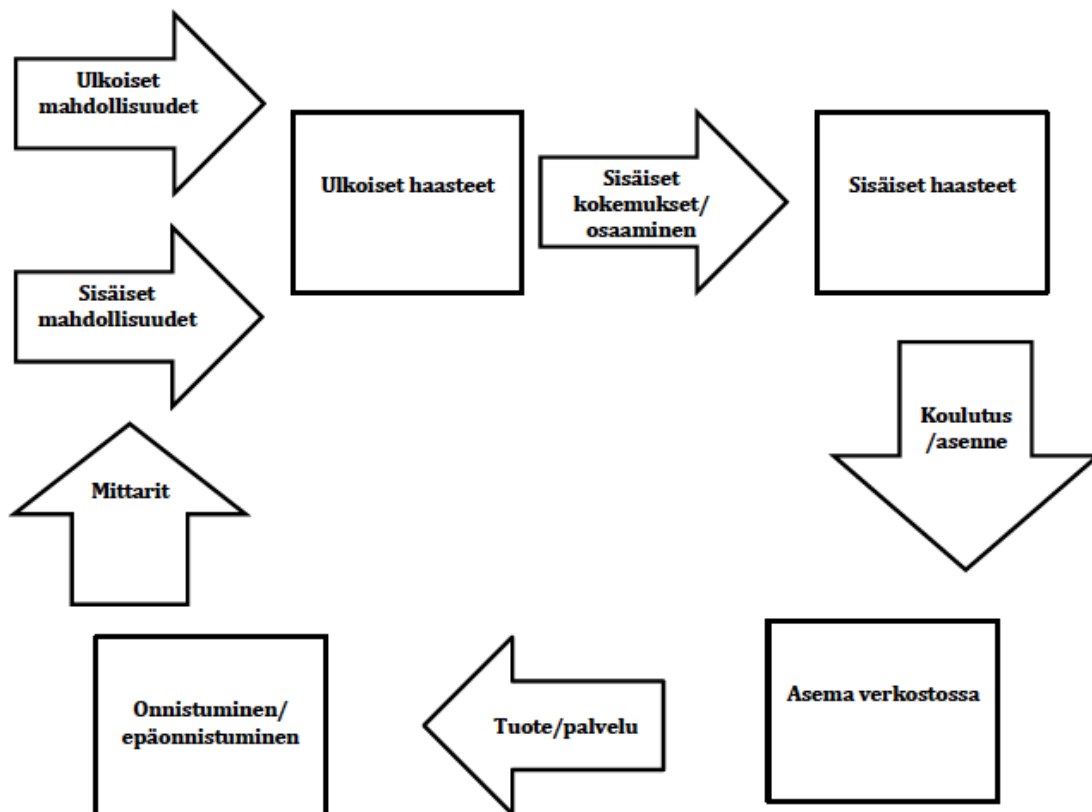 Ulkoiset
mahdollisuudet
Ulkoiset haasteet
Sisäiset
kokemukset/
osaaminen
Sisäiset haasteet
Sisäiset
mahdollisuudet
Koulutus
/asenne
Mittarit
Asema verkostossa
Tuote/palvelu
Onnistuminen/
epäonnistuminen